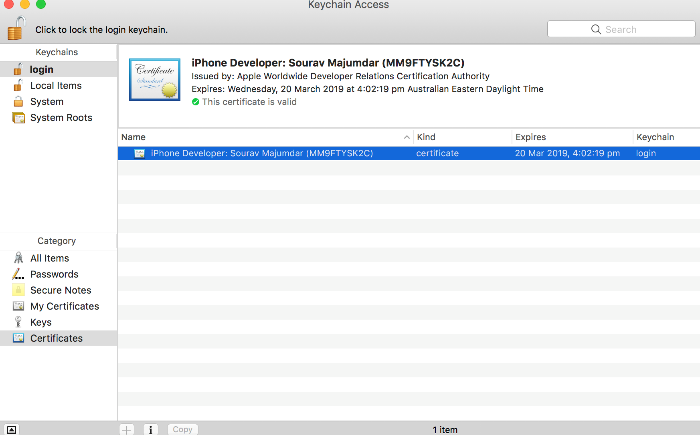 Keychain Access
Click to lock the login keychain.
Search
Keychains
login
Local Items
System
System Roots
Certificate
Standard
iPhone Developer: Sourav Majumdar (MM9FTYSK2C)
Issued by: Apple Worldwide Developer Relations Certification Authority
Expires: Wednesday, 20 March 2019 at 4:02:19 pm Australian Eastern Daylight Time
This certificate is valid
Name Kind Expires Keychain
iPhone Developer: Sourav Majumdar (MM9FTYSK2C) certificate 20 Mar 2019, 4:02:19 pm login
Category
All Items
Passwords
Secure Notes
My Certificates
Keys
Certificates
Copy
1 item